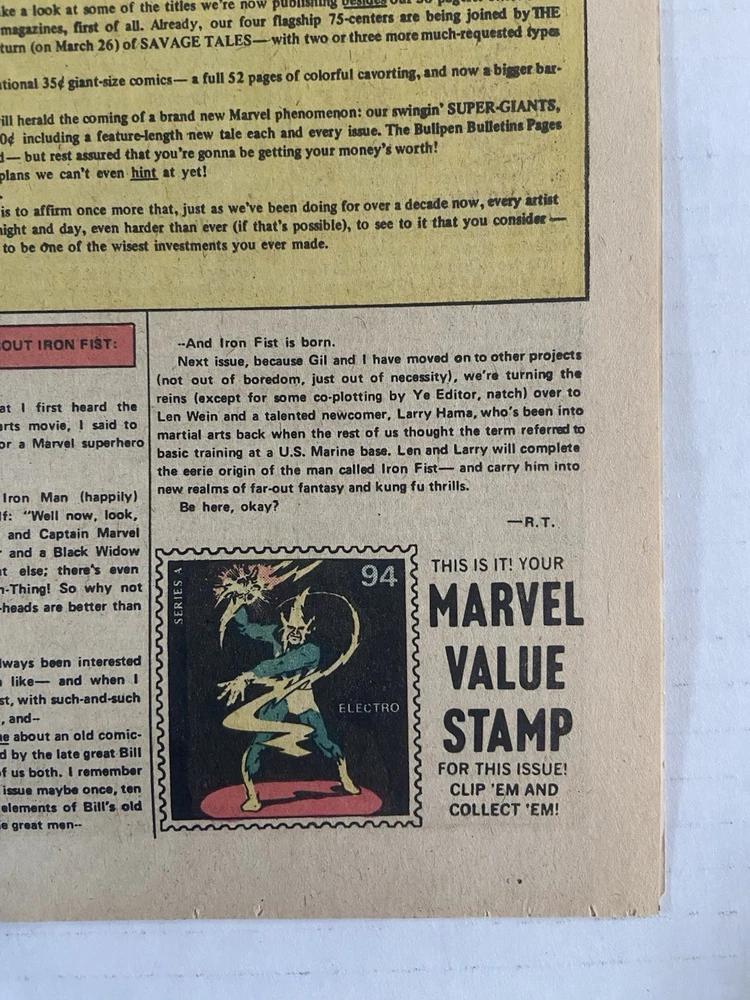 ke a look at some of the titles we're now publishing besides our
magazines, first of all. Already, our four flagship 75-centers are being joined by THE
turn (on March 26) of SAVAGE TALES—with two or three more much-requested types
tional 35¢ giant-size comics— a full 52 pages of colorful cavorting, and now a bigger bar-
ill herald the coming of a brand new Marvel phenomenon: our swingin' SUPER-GIANTS,
0¢ including a feature-length new tale each and every issue. The Bullpen Bulletins Pages
d— but rest assured that you're gonna be getting your money's worth!
plans we can't even hint at yet!
is to affirm once more that, just as we've been doing for over a decade now, every artist
night and day, even harder than ever (if that's possible), to see to it that you consider —
to be one of the wisest investments you ever made.
OUT IRON FIST:
at I first heard the
arts movie, I said to
or a Marvel superhero
Iron Man (happily)
lf: "Well now, look,
and Captain Marvel
and a Black Widow
t else; there's even
n-Thing! So why not
-heads are better than
lways been interested
like— and when I
st, with such-and-such
, and--
e about an old comic-
d by the late great Bill
f us both. I remember
issue maybe once, ten
elements of Bill's old
e great men--
--And Iron Fist is born.
Next issue, because Gil and I have moved on to other projects
(not out of boredom, just out of necessity), we're turning the
reins (except for some co-plotting by Ye Editor, natch) over to
Len Wein and a talented newcomer, Larry Hama, who's been into
martial arts back when the rest of us thought the term referred to
basic training at a U.S. Marine base. Len and Larry will complete
the eerie origin of the man called Iron Fist— and carry him into
new realms of far-out fantasy and kung fu thrills.
Be here, okay?
—R.T.
SERIES A
94
ELECTRO
THIS IS IT! YOUR
MARVEL
VALUE
STAMP
FOR THIS ISSUE!
CLIP 'EM AND
COLLECT 'EM!